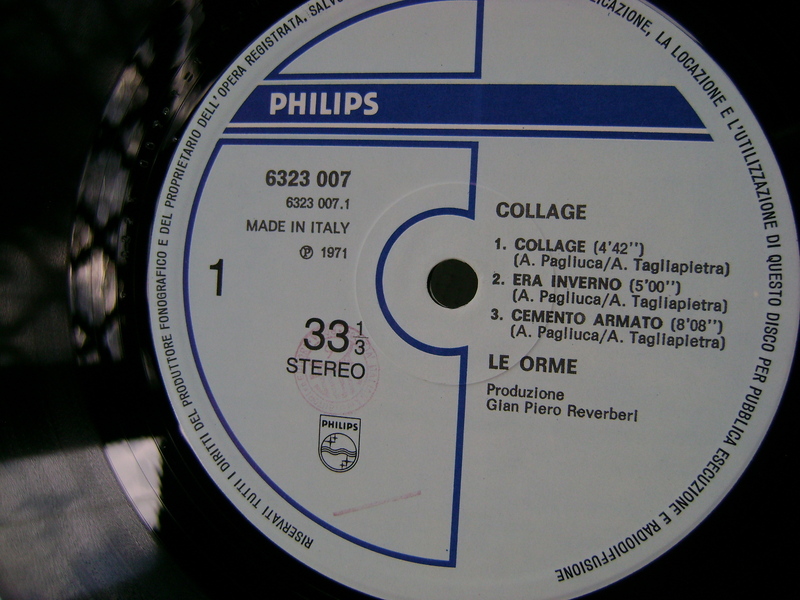 RISERVATI TUTTI I DIRITTI DEL PRODUTTORE FONOGRAFICO E DEL PROPRIETARIO DELL'OPERA REGISTRATA, SALVO
LA LOCAZIONE E L'UTILIZZAZIONE DI QUESTO DISCO PER PUBBLICA ESECUZIONE E RADIODIFFUSIONE
PHILIPS
6323 007
6323 007.1
MADE IN ITALY
℗ 1971
1
33 1/3
STEREO
PHILIPS
COLLAGE
1. COLLAGE (4'42'')
(A. Pagliuca/A. Tagliapietra)
2. ERA INVERNO (5'00'')
(A. Pagliuca/A. Tagliapietra)
3. CEMENTO ARMATO (8'08'')
(A. Pagliuca/A. Tagliapietra)
LE ORME
Produzione
Gian Piero Reverberi